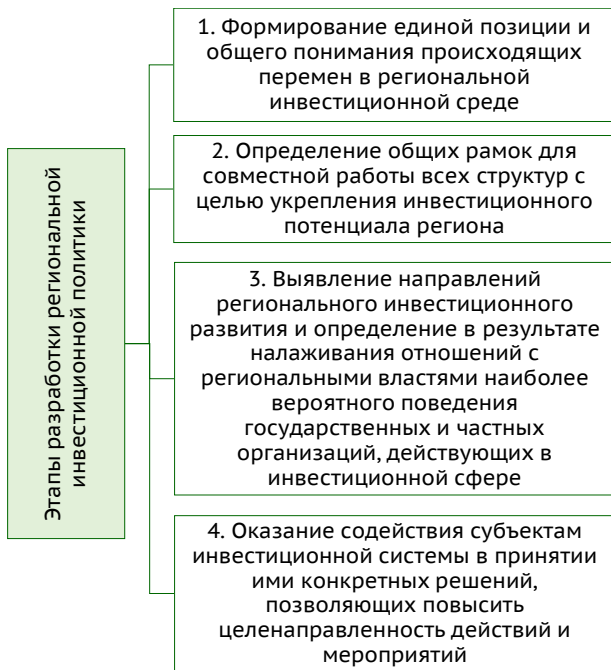 Этапы разработки региональной
инвестиционной политики
1. Формирование единой позиции и
общего понимания происходящих
перемен в региональной
инвестиционной среде
2. Определение общих рамок для
совместной работы всех структур с
целью укрепления инвестиционного
потенциала региона
3. Выявление направлений
регионального инвестиционного
развития и определение в результате
налаживания отношений с
региональными властями наиболее
вероятного поведения
государственных и частных
организаций, действующих в
инвестиционной сфере
4. Оказание содействия субъектам
инвестиционной системы в принятии
ими конкретных решений,
позволяющих повысить
целенаправленность действий и
мероприятий